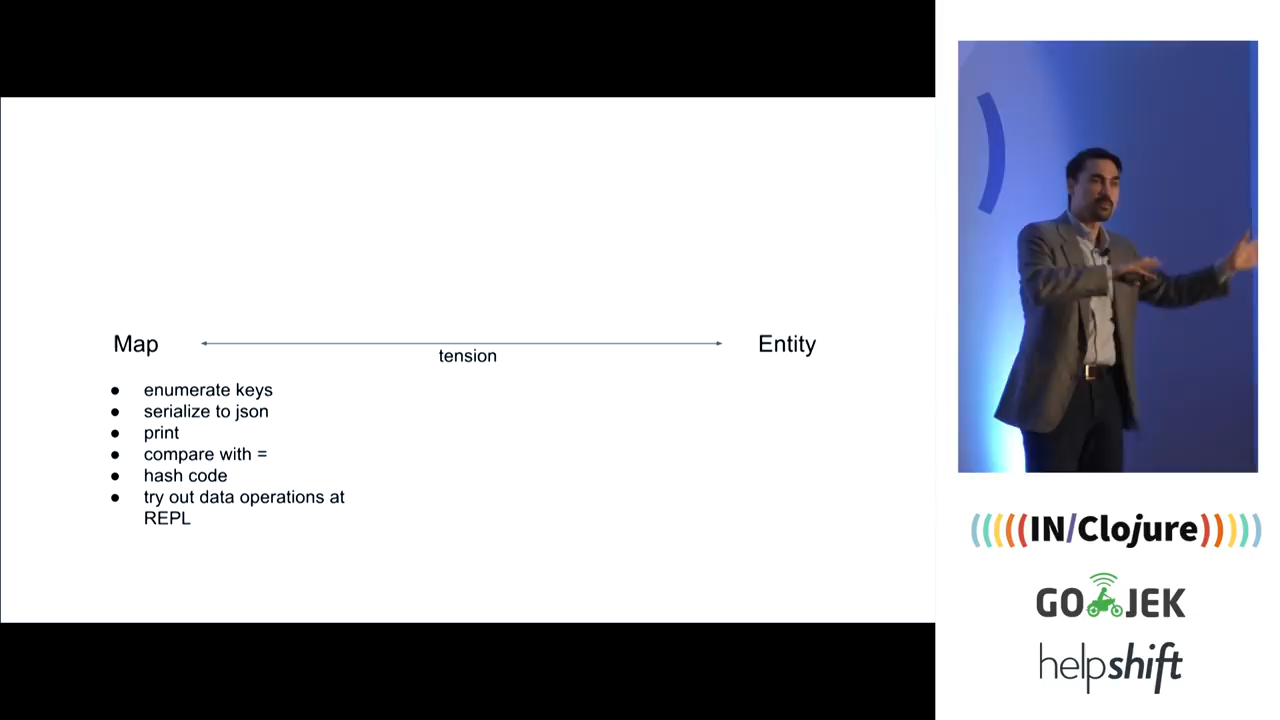 Map
tension
Entity
● enumerate keys
● serialize to json
● print
● compare with =
● hash code
● try out data operations at
REPL
(((((IN/Clojure)))))
GO JEK
helpshift